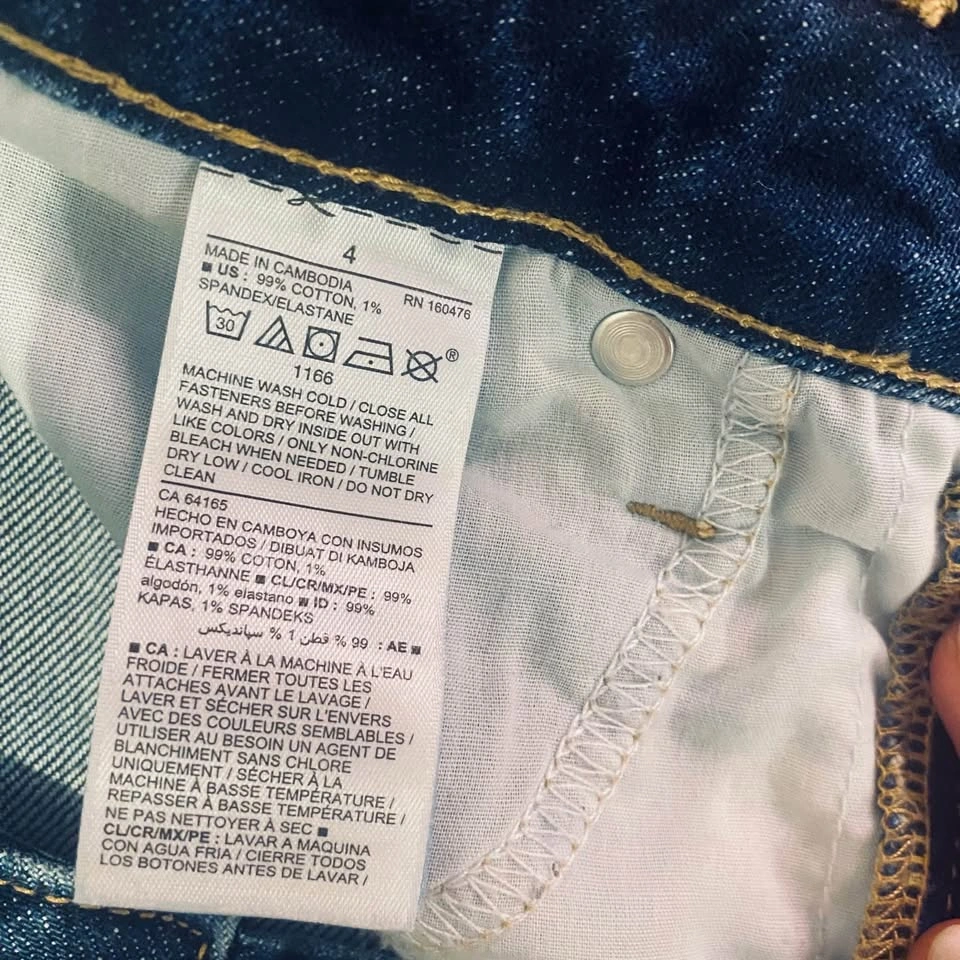 4
MADE IN CAMBODIA
RN 160476
■ US : 99% COTTON, 1%
SPANDEX/ELASTANE
30
®
1166
MACHINE WASH COLD / CLOSE ALL
FASTENERS BEFORE WASHING /
WASH AND DRY INSIDE OUT WITH
LIKE COLORS / ONLY NON-CHLORINE
BLEACH WHEN NEEDED / TUMBLE
DRY LOW / COOL IRON / DO NOT DRY
CLEAN
CA 64165
HECHO EN CAMBOYA CON INSUMOS
IMPORTADOS / DIBUAT DI KAMBOJA
■ CA : 99% COTON, 1%
ÉLASTHANNE ■ CL/CR/MX/PE : 99%
algodón, 1% elastano ■ ID : 99%
KAPAS, 1% SPANDEKS
■ AE : 99 % قطن 1 % سباندیكس
■ CA : LAVER À LA MACHINE À L'EAU
FROIDE / FERMER TOUTES LES
ATTACHES AVANT LE LAVAGE /
LAVER ET SÉCHER SUR L'ENVERS
AVEC DES COULEURS SEMBLABLES /
UTILISER AU BESOIN UN AGENT DE
BLANCHIMENT SANS CHLORE
UNIQUEMENT / SÉCHER À LA
MACHINE À BASSE TEMPÉRATURE /
REPASSER À BASSE TEMPÉRATURE /
NE PAS NETTOYER À SEC ■
CL/CR/MX/PE : LAVAR A MAQUINA
CON AGUA FRIA / CIERRE TODOS
LOS BOTONES ANTES DE LAVAR /